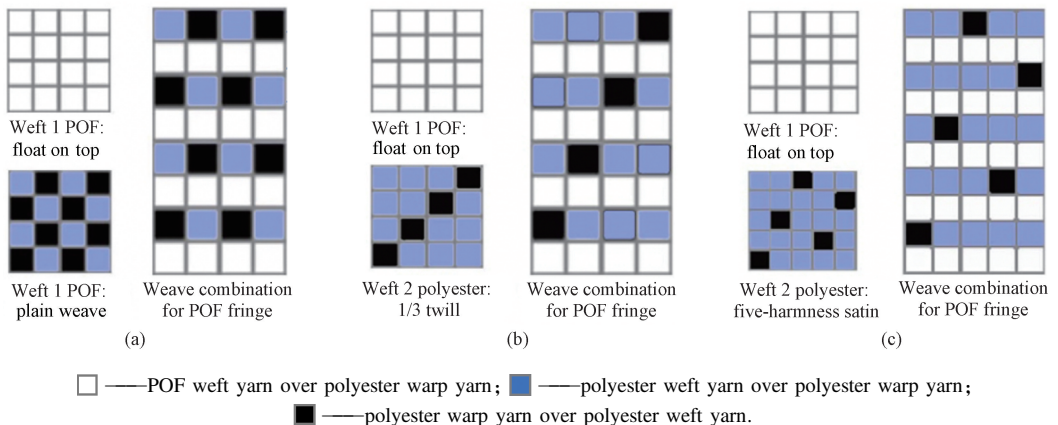 Weft 1 POF:
float on top
Weft 1 POF:
plain weave
Weave combination
for POF fringe
(a)
Weft 1 POF:
float on top
Weft 2 polyester:
1/3 twill
Weave combination
for POF fringe
(b)
Weft 1 POF:
float on top
Weft 2 polyester:
five-harmness satin
Weave combination
for POF fringe
(c)
——POF weft yarn over polyester warp yarn; ——polyester weft yarn over polyester warp yarn;
——polyester warp yarn over polyester weft yarn.